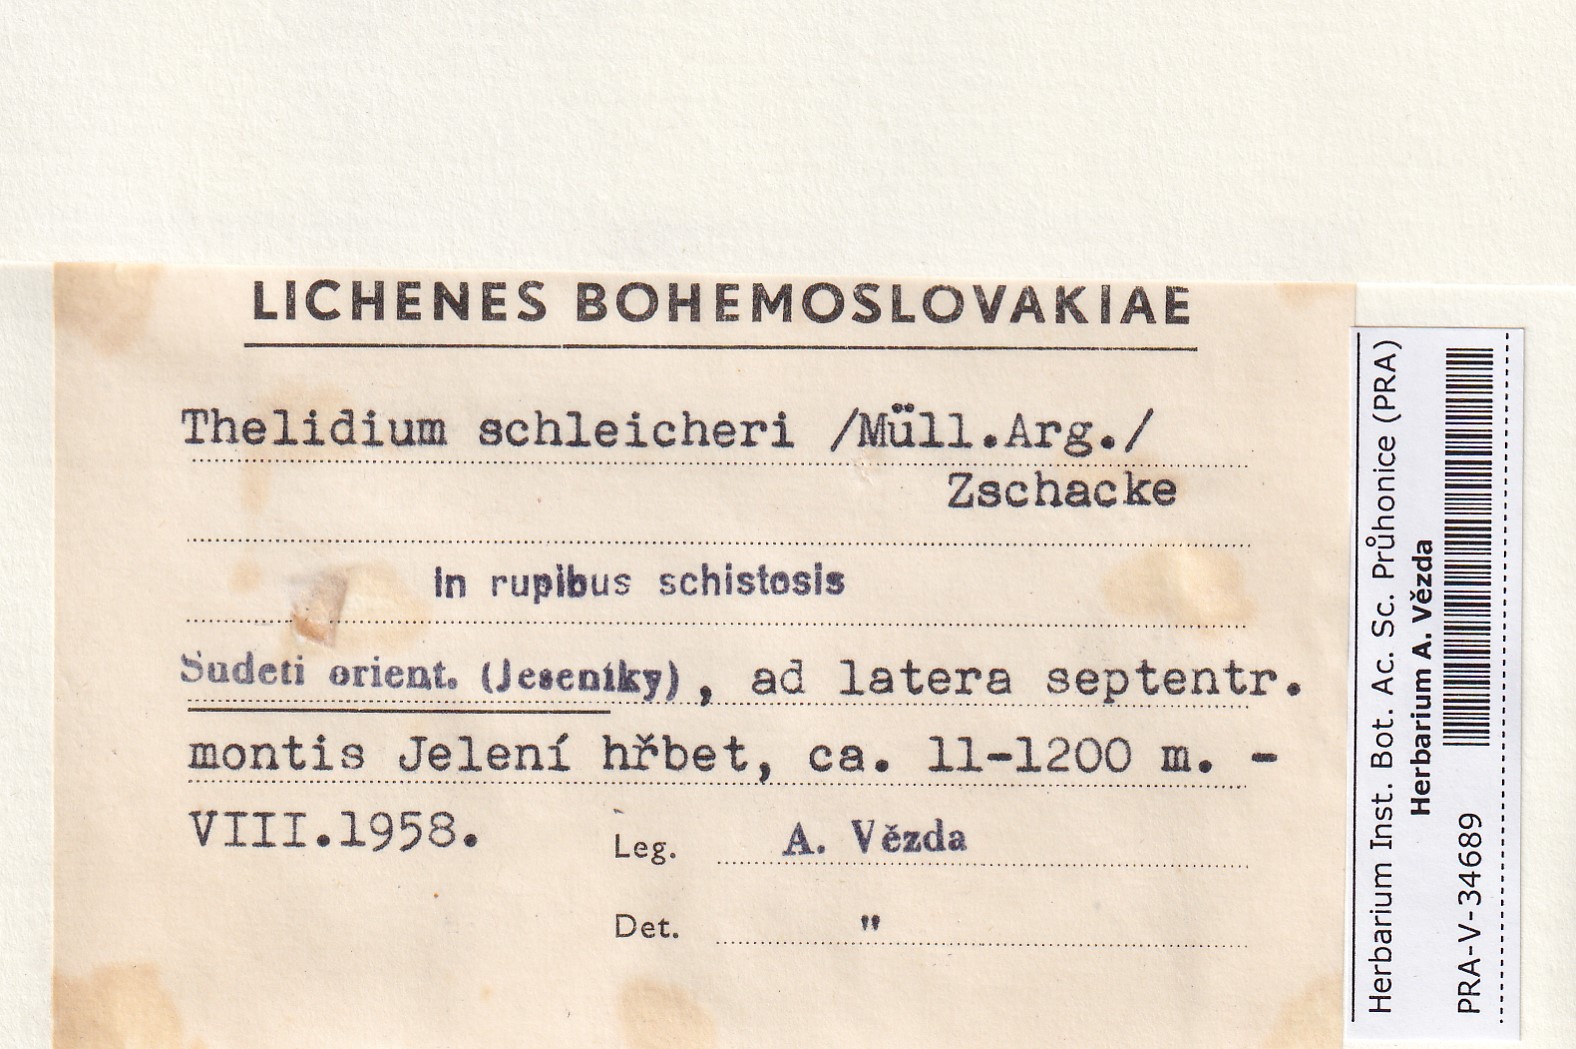 LICHENES BOHEMOSLOVAKIAE
Thelidium schleicheri /Müll.Arg./
Zschacke
in rupibus schistosis
Sudeti orient. (Jeseníky), ad latera septentr.
montis Jelení hřbet, ca. 11-1200 m. -
VIII.1958.
Leg. A. Vězda
Det. "
Herbarium Inst. Bot. Ac. Sc. Průhonice (PRA)
Herbarium A. Vězda
PRA-V-34689